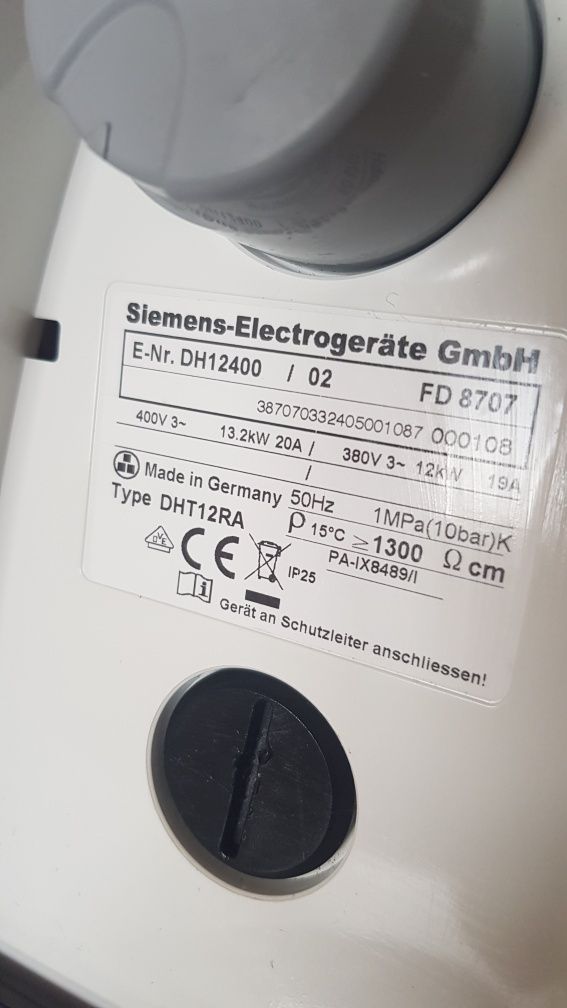 Siemens-Electrogeräte GmbH
E-Nr. DH12400 / 02 FD 8707
387070332405001087 000108
400V 3~ 13.2kW 20A / 380V 3~ 12kW 19A
/
Made in Germany 50Hz 1MPa(10bar)K
Type DHT12RA ρ 15°C ≥1300 Ω cm
CE IP25 PA-IX8489/I
i Gerät an Schutzleiter anschliessen!